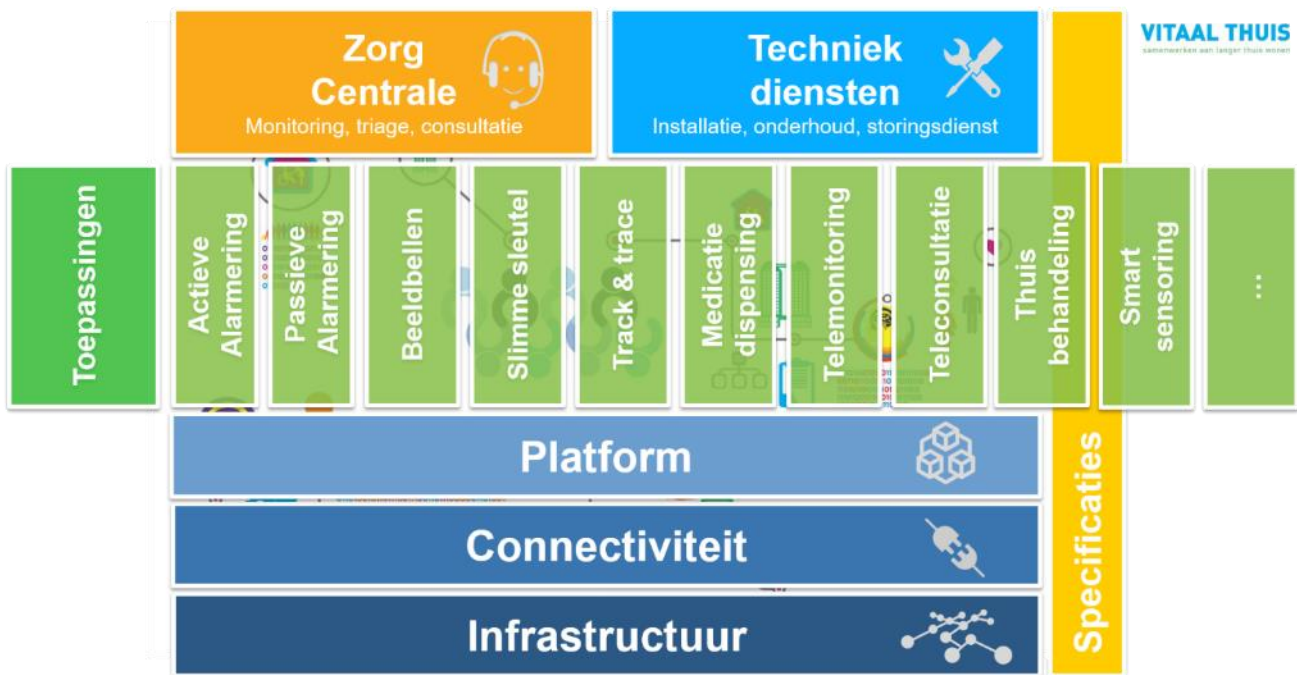 Zorg
Centrale
Monitoring, triage, consultatie
Techniek
diensten
Installatie, onderhoud, storingsdienst
VITAAL THUIS
samenwerken aan langer thuis wonen
Toepassingen
Actieve
Alarmering
Passieve
Alarmering
Beeldbellen
Slimme sleutel
Track & trace
Medicatie
dispensing
Telemonitoring
Teleconsultatie
Thuis
behandeling
Smart
sensoring
...
Platform
Connectiviteit
Infrastructuur
Specificaties